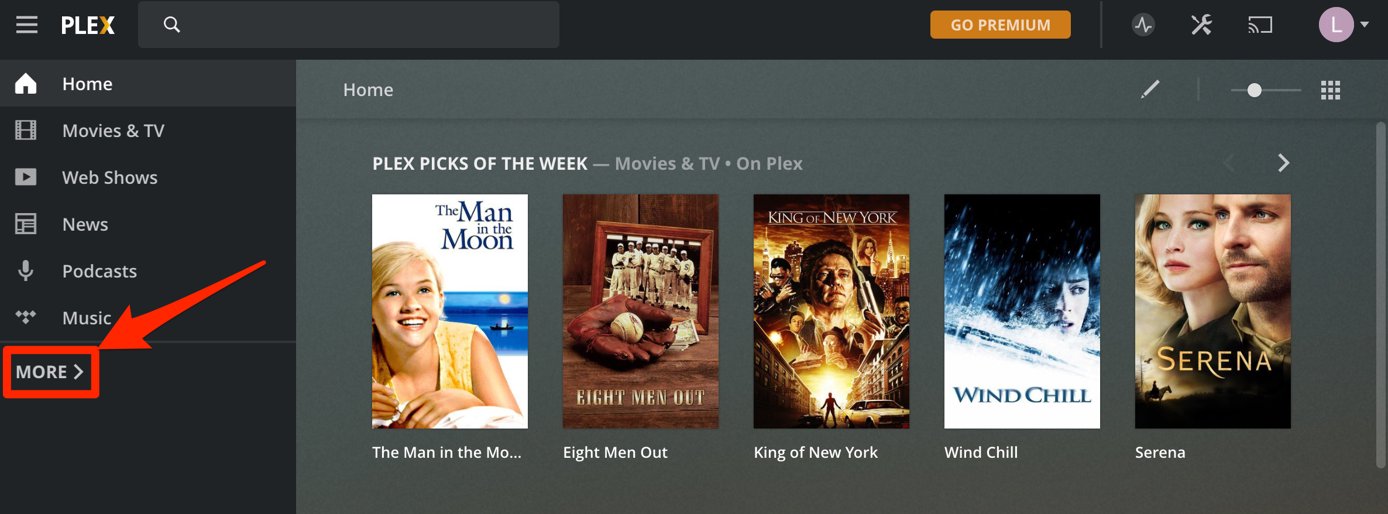 PLEX
GO PREMIUM
L
Home
Movies & TV
Web Shows
News
Podcasts
Music
MORE
Home
PLEX PICKS OF THE WEEK — Movies & TV • On Plex
The Man
in the
Moon
EIGHT MEN OUT
KING OF NEW YORK
WIND CHILL
SERENA
The Man in the Mo...
Eight Men Out
King of New York
Wind Chill
Serena